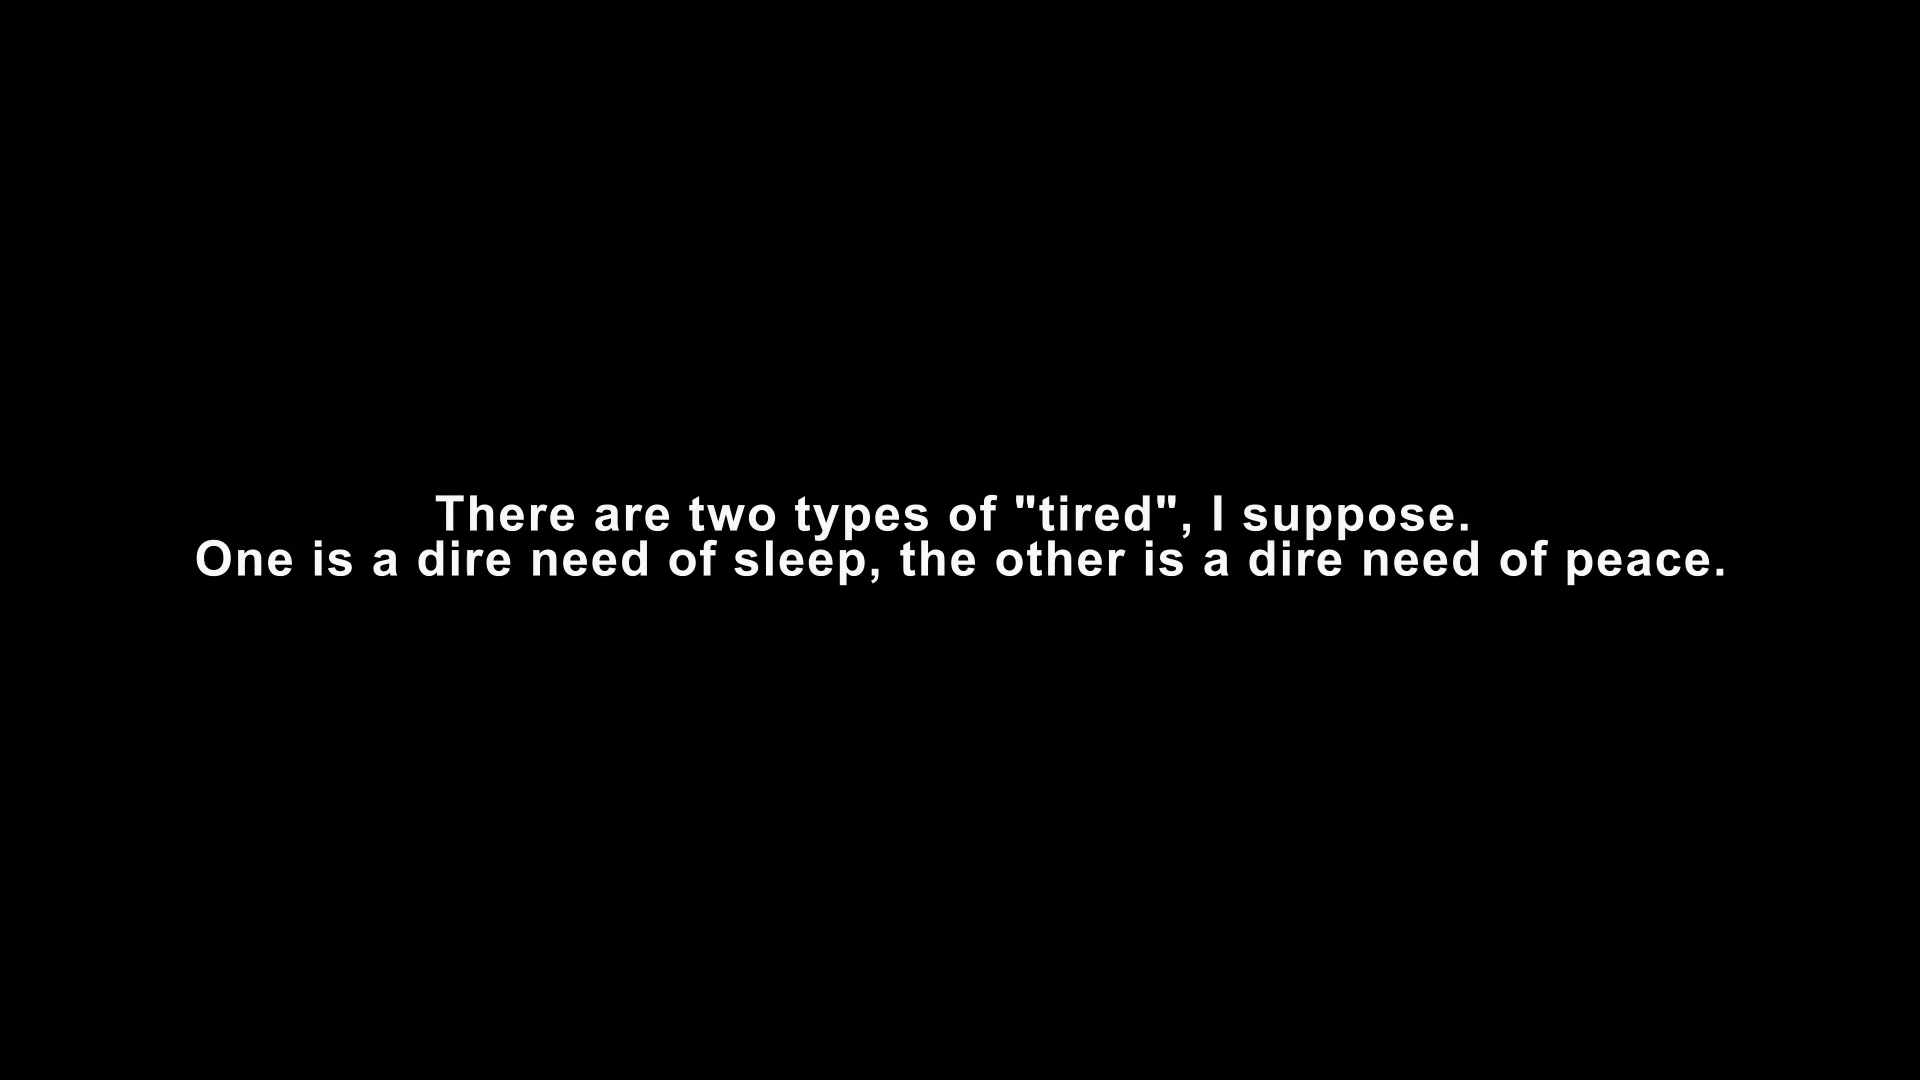 There are two types of "tired", I suppose.
One is a dire need of sleep, the other is a dire need of peace.